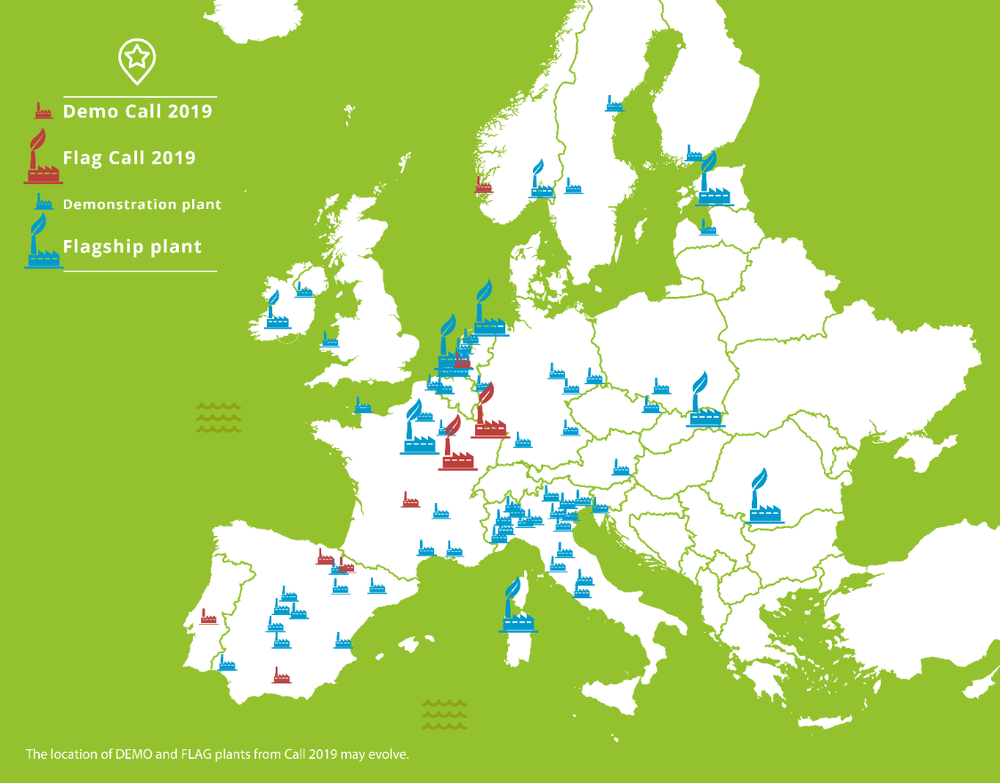 Demo Call 2019
Flag Call 2019
Demonstration plant
Flagship plant
The location of DEMO and FLAG plants from Call 2019 may evolve.